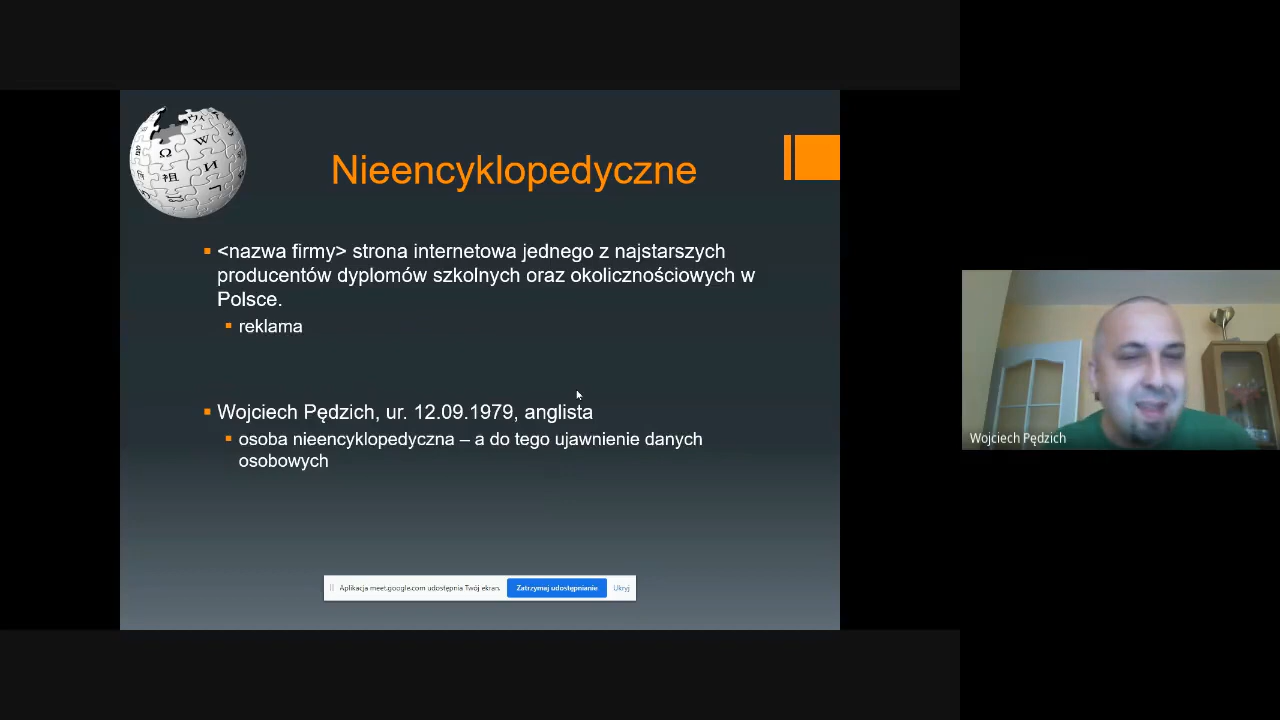 Nieencyklopedyczne
<nazwa firmy> strona internetowa jednego z najstarszych
producentów dyplomów szkolnych oraz okolicznościowych w
Polsce.
reklama
Wojciech Pędzich, ur. 12.09.1979, anglista
osoba nieencyklopedyczna – a do tego ujawnienie danych
osobowych
Aplikacja meet.google.com udostępnia Twój ekran.
Zatrzymaj udostępnianie
Ukryj
Wojciech Pędzich
Ω
W
И
祖